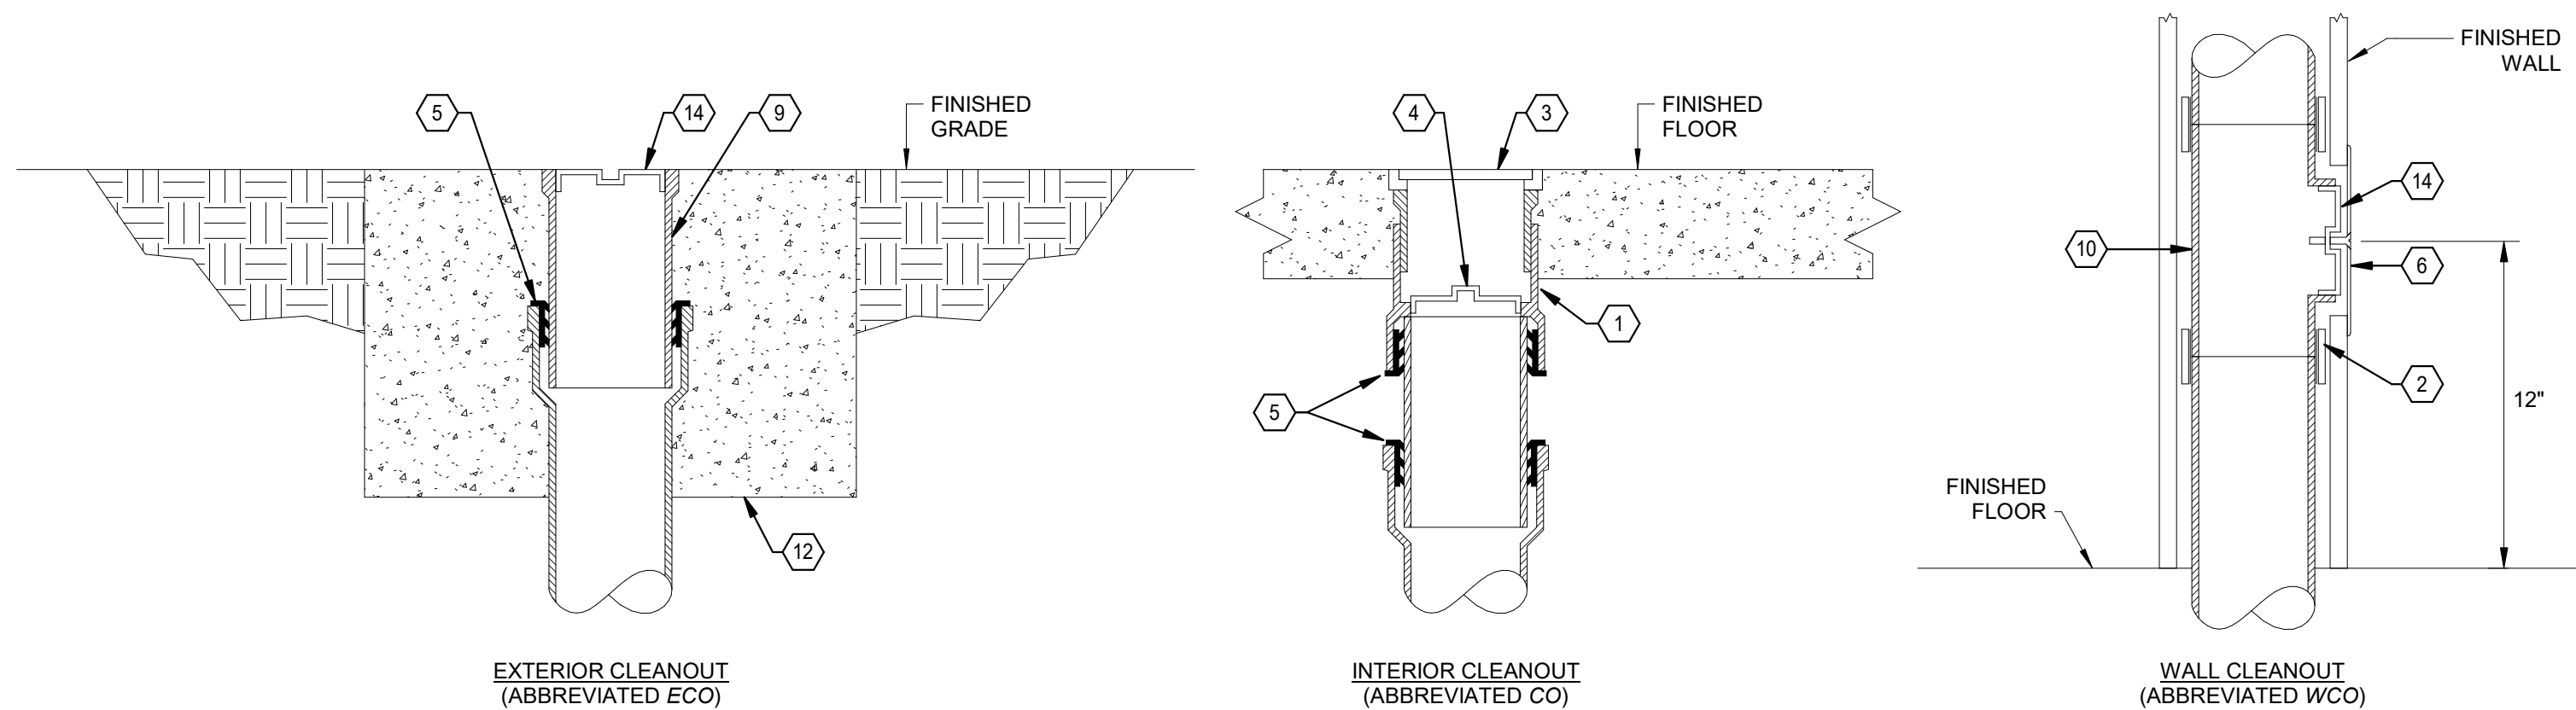 5
14
9
FINISHED
GRADE
12
EXTERIOR CLEANOUT
(ABBREVIATED ECO)
4
3
FINISHED
FLOOR
1
5
INTERIOR CLEANOUT
(ABBREVIATED CO)
FINISHED
WALL
14
10
6
2
12"
FINISHED
FLOOR
WALL CLEANOUT
(ABBREVIATED WCO)